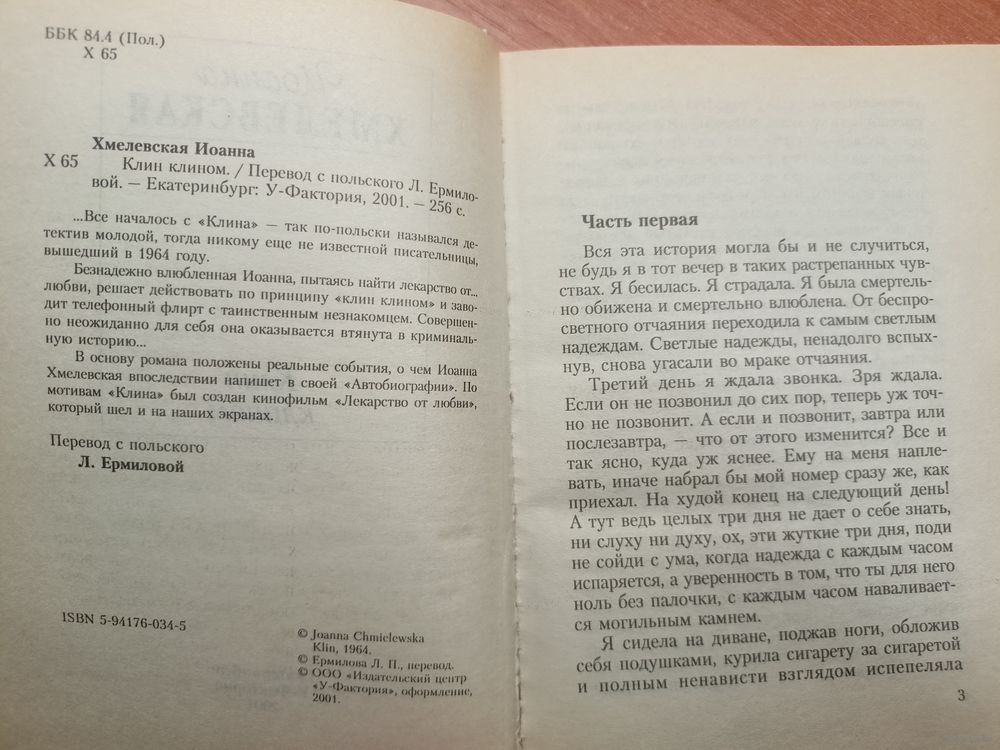 ББК 84.4 (Пол.)
Х 65
Хмелевская Иоанна
Х 65
Клин клином. / Перевод с польского Л. Ермило-
вой. — Екатеринбург: У-Фактория, 2001. — 256 с.
...Все началось с «Клина» — так по-польски назывался де-
тектив молодой, тогда никому еще не известной писательницы,
вышедший в 1964 году.
Безнадежно влюбленная Иоанна, пытаясь найти лекарство от...
любви, решает действовать по принципу «клин клином» и заво-
дит телефонный флирт с таинственным незнакомцем. Совершен-
но неожиданно для себя она оказывается втянута в криминаль-
ную историю...
В основу романа положены реальные события, о чем Иоанна
Хмелевская впоследствии напишет в своей «Автобиографии». По
мотивам «Клина» был создан кинофильм «Лекарство от любви»,
который шел и на наших экранах.
Перевод с польского
Л. Ермиловой
ISBN 5-94176-034-5
© Joanna Chmielewska
Klin, 1964.
© Ермилова Л. П., перевод.
© ООО «Издательский центр
«У-Фактория», оформление,
2001.
Часть первая
Вся эта история могла бы и не случиться,
не будь я в тот вечер в таких растрепанных чув-
ствах. Я бесилась. Я страдала. Я была смертель-
но обижена и смертельно влюблена. От беспро-
светного отчаяния переходила к самым светлым
надеждам. Светлые надежды, ненадолго вспых-
нув, снова угасали во мраке отчаяния.
Третий день я ждала звонка. Зря ждала.
Если он не позвонил до сих пор, теперь уж точ-
но не позвонит. А если и позвонит, завтра или
послезавтра, — что от этого изменится? Все и
так ясно, куда уж яснее. Ему на меня напле-
вать, иначе набрал бы мой номер сразу же, как
приехал. На худой конец на следующий день!
А тут ведь целых три дня не дает о себе знать,
ни слуху ни духу, ох, эти жуткие три дня, поди
не сойди с ума, когда надежда с каждым часом
испаряется, а уверенность в том, что ты для него
ноль без палочки, с каждым часом наваливает-
ся могильным камнем.
Я сидела на диване, поджав ноги, обложив
себя подушками, курила сигарету за сигаретой
и полным ненависти взглядом испепеляла
3